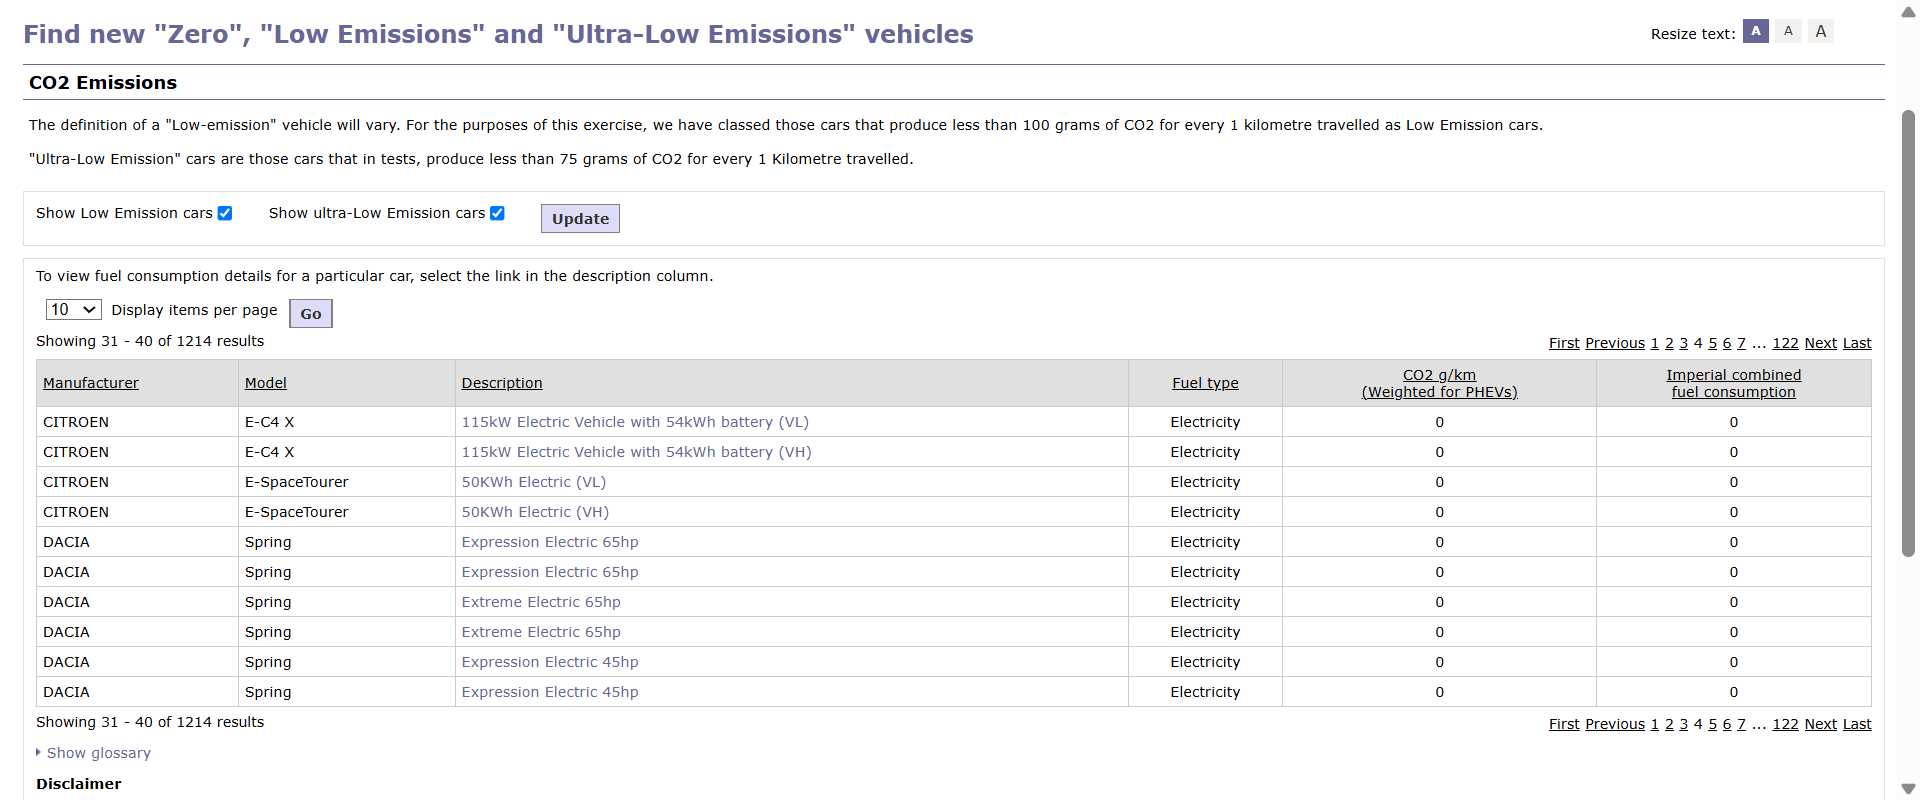 Find new "Zero", "Low Emissions" and "Ultra-Low Emissions" vehicles
Resize text: A A A
CO2 Emissions
The definition of a "Low-emission" vehicle will vary. For the purposes of this exercise, we have classed those cars that produce less than 100 grams of CO2 for every 1 kilometre travelled as Low Emission cars.
"Ultra-Low Emission" cars are those cars that in tests, produce less than 75 grams of CO2 for every 1 Kilometre travelled.
Show Low Emission cars Show ultra-Low Emission cars Update
To view fuel consumption details for a particular car, select the link in the description column.
10 Display items per page Go
Showing 31 - 40 of 1214 results First Previous 1 2 3 4 5 6 7 ... 122 Next Last
Manufacturer Model Description Fuel type CO2 g/km (Weighted for PHEVs) Imperial combined fuel consumption
CITROEN E-C4 X 115kW Electric Vehicle with 54kWh battery (VL) Electricity 0 0
CITROEN E-C4 X 115kW Electric Vehicle with 54kWh battery (VH) Electricity 0 0
CITROEN E-SpaceTourer 50KWh Electric (VL) Electricity 0 0
CITROEN E-SpaceTourer 50KWh Electric (VH) Electricity 0 0
DACIA Spring Expression Electric 65hp Electricity 0 0
DACIA Spring Expression Electric 65hp Electricity 0 0
DACIA Spring Extreme Electric 65hp Electricity 0 0
DACIA Spring Extreme Electric 65hp Electricity 0 0
DACIA Spring Expression Electric 45hp Electricity 0 0
DACIA Spring Expression Electric 45hp Electricity 0 0
Showing 31 - 40 of 1214 results First Previous 1 2 3 4 5 6 7 ... 122 Next Last
Show glossary
Disclaimer